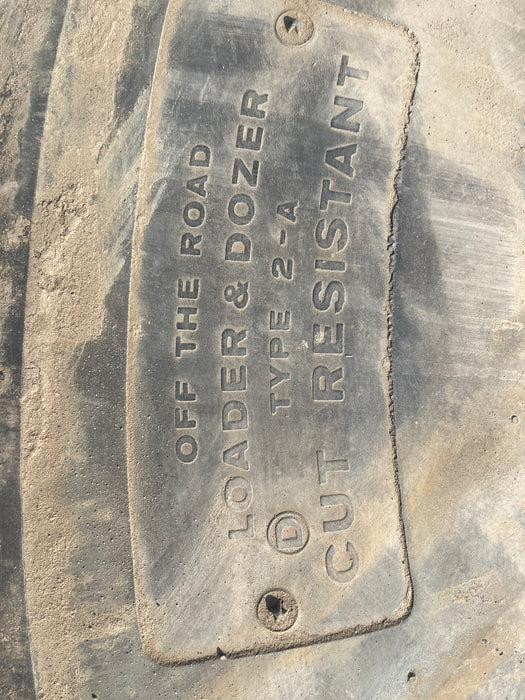 OFF THE ROAD
LOADER & DOZER
TYPE 2-A
D
CUT RESISTANT